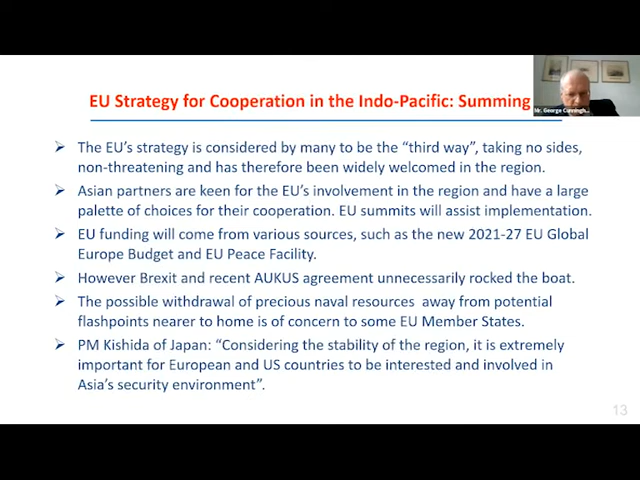 EU Strategy for Cooperation in the Indo-Pacific: Summing
Mr. George Cunningh...
➢ The EU's strategy is considered by many to be the “third way”, taking no sides,
non-threatening and has therefore been widely welcomed in the region.
➢ Asian partners are keen for the EU's involvement in the region and have a large
palette of choices for their cooperation. EU summits will assist implementation.
➢ EU funding will come from various sources, such as the new 2021-27 EU Global
Europe Budget and EU Peace Facility.
➢ However Brexit and recent AUKUS agreement unnecessarily rocked the boat.
➢ The possible withdrawal of precious naval resources away from potential
flashpoints nearer to home is of concern to some EU Member States.
➢ PM Kishida of Japan: “Considering the stability of the region, it is extremely
important for European and US countries to be interested and involved in
Asia's security environment”.
13